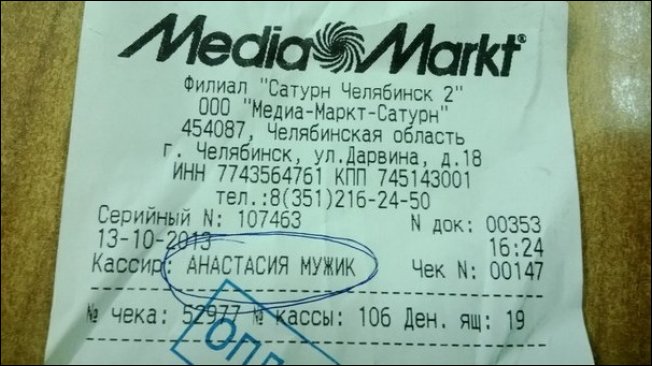 Media Markt®
Филиал "Сатурн Челябинск 2"
ООО "Медиа-Маркт-Сатурн"
454087, Челябинская область
г. Челябинск, ул.Дарвина, д.18
ИНН 7743564761 КПП 745143001
тел.:8(351)216-24-50
Серийный N: 107463 N док: 00353
13-10-2013 16:24
Кассир: АНАСТАСИЯ МУЖИК Чек N: 00147
№ чека: 52977 № кассы: 106 Ден. ящ: 19